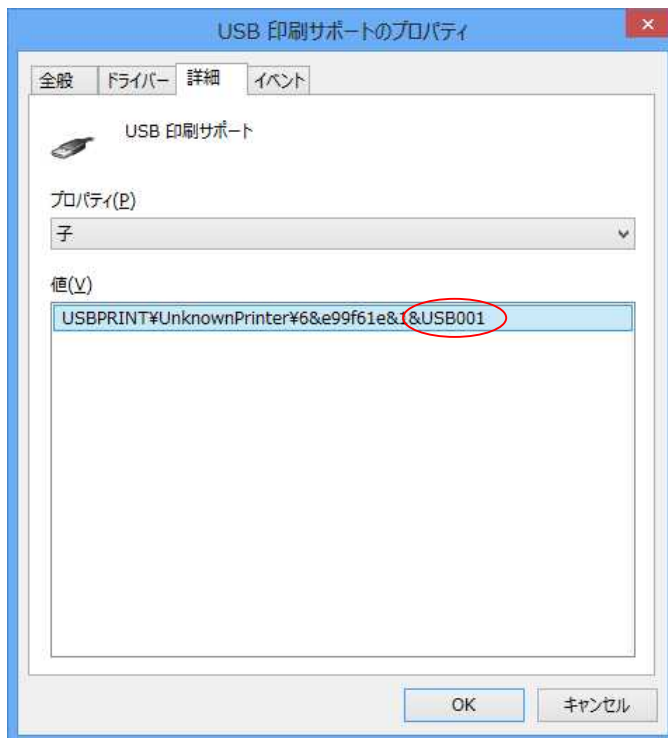 USB 印刷サポートのプロパティ
全般 ドライバー 詳細 イベント
USB 印刷サポート
プロパティ(P)
子
値(V)
USBPRINT¥UnknownPrinter¥6&e99f61e&1&USB001
OK キャンセル